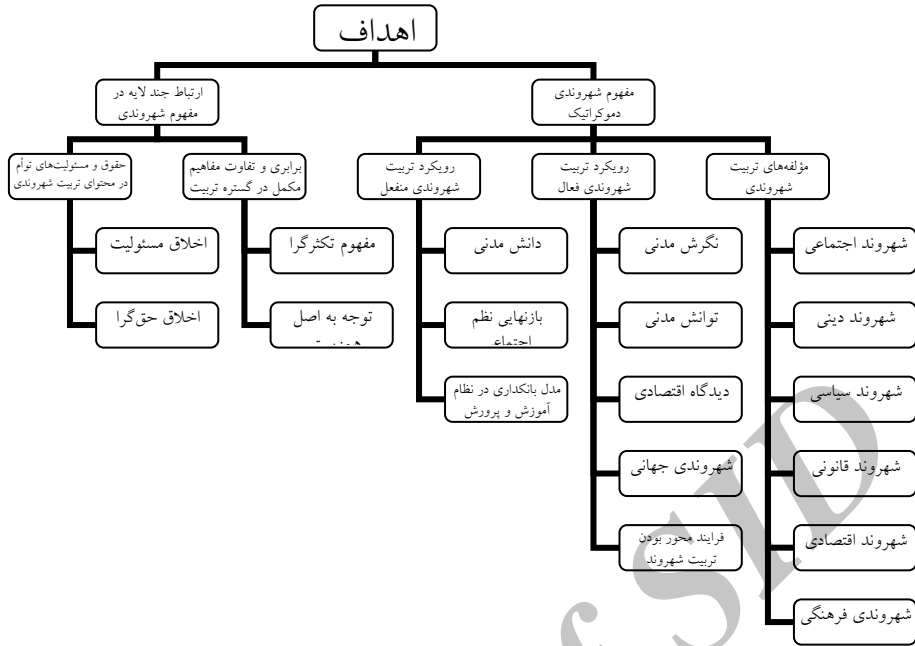 اهداف
مفهوم شهروندی
دموکراتیک
ارتباط جند لایه در
مفهوم شهروندی
مؤلفه‌های تربیت
شهروندی
رویکرد تربیت
شهروندی فعال
رویکرد تربیت
شهروندی منفعل
برابری و تفاوت مفاهیم
مکمل در گستره تربیت
حقوق و مسئولیت‌های توأم
در محتوای تربیت شهروندی
شهروند اجتماعی
شهروند دینی
شهروند سیاسی
شهروند قانونی
شهروند اقتصادی
شهروندی فرهنگی
نگرش مدنی
توانش مدنی
دیدگاه اقتصادی
شهروندی جهانی
فرایند محور بودن
تربیت شهروند
دانش مدنی
بازنهایی نظم
اجتماعی
مدل بانکداری در نظام
آموزش و پرورش
مفهوم تکثرگرا
توجه به اصل
اخلاق مسئولیت
اخلاق حق‌گرا
of SID